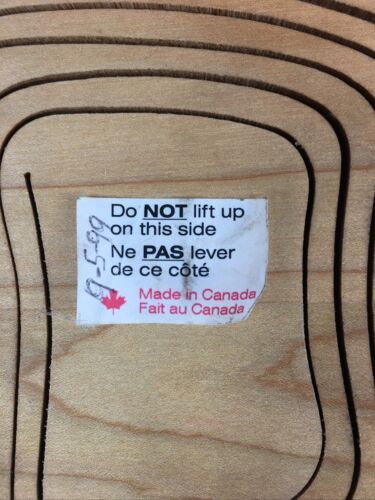 Do NOT lift up
on this side
Ne PAS lever
de ce côté
Made in Canada
Fait au Canada
9-5-99